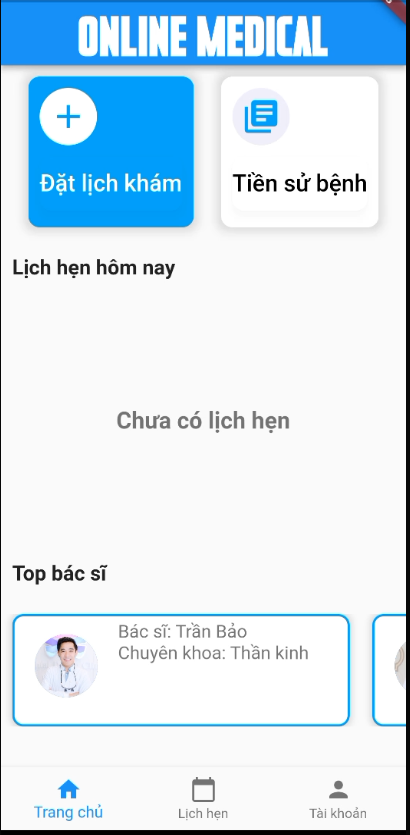 ONLINE MEDICAL
Đặt lịch khám
Tiền sử bệnh
Lịch hẹn hôm nay
Chưa có lịch hẹn
Top bác sĩ
Bác sĩ: Trần Bảo
Chuyên khoa: Thần kinh
Trang chủ
Lịch hẹn
Tài khoản